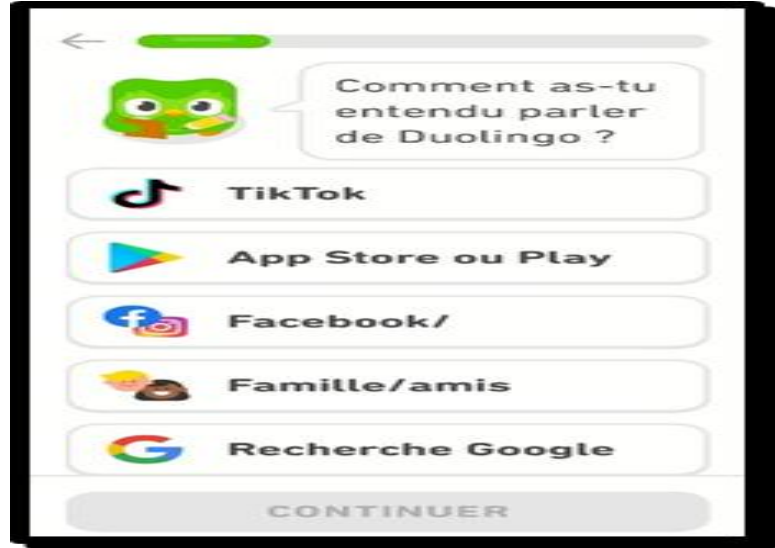 Comment as-tu
entendu parler
de Duolingo ?
TikTok
App Store ou Play
Facebook/
Famille/amis
Recherche Google
CONTINUER